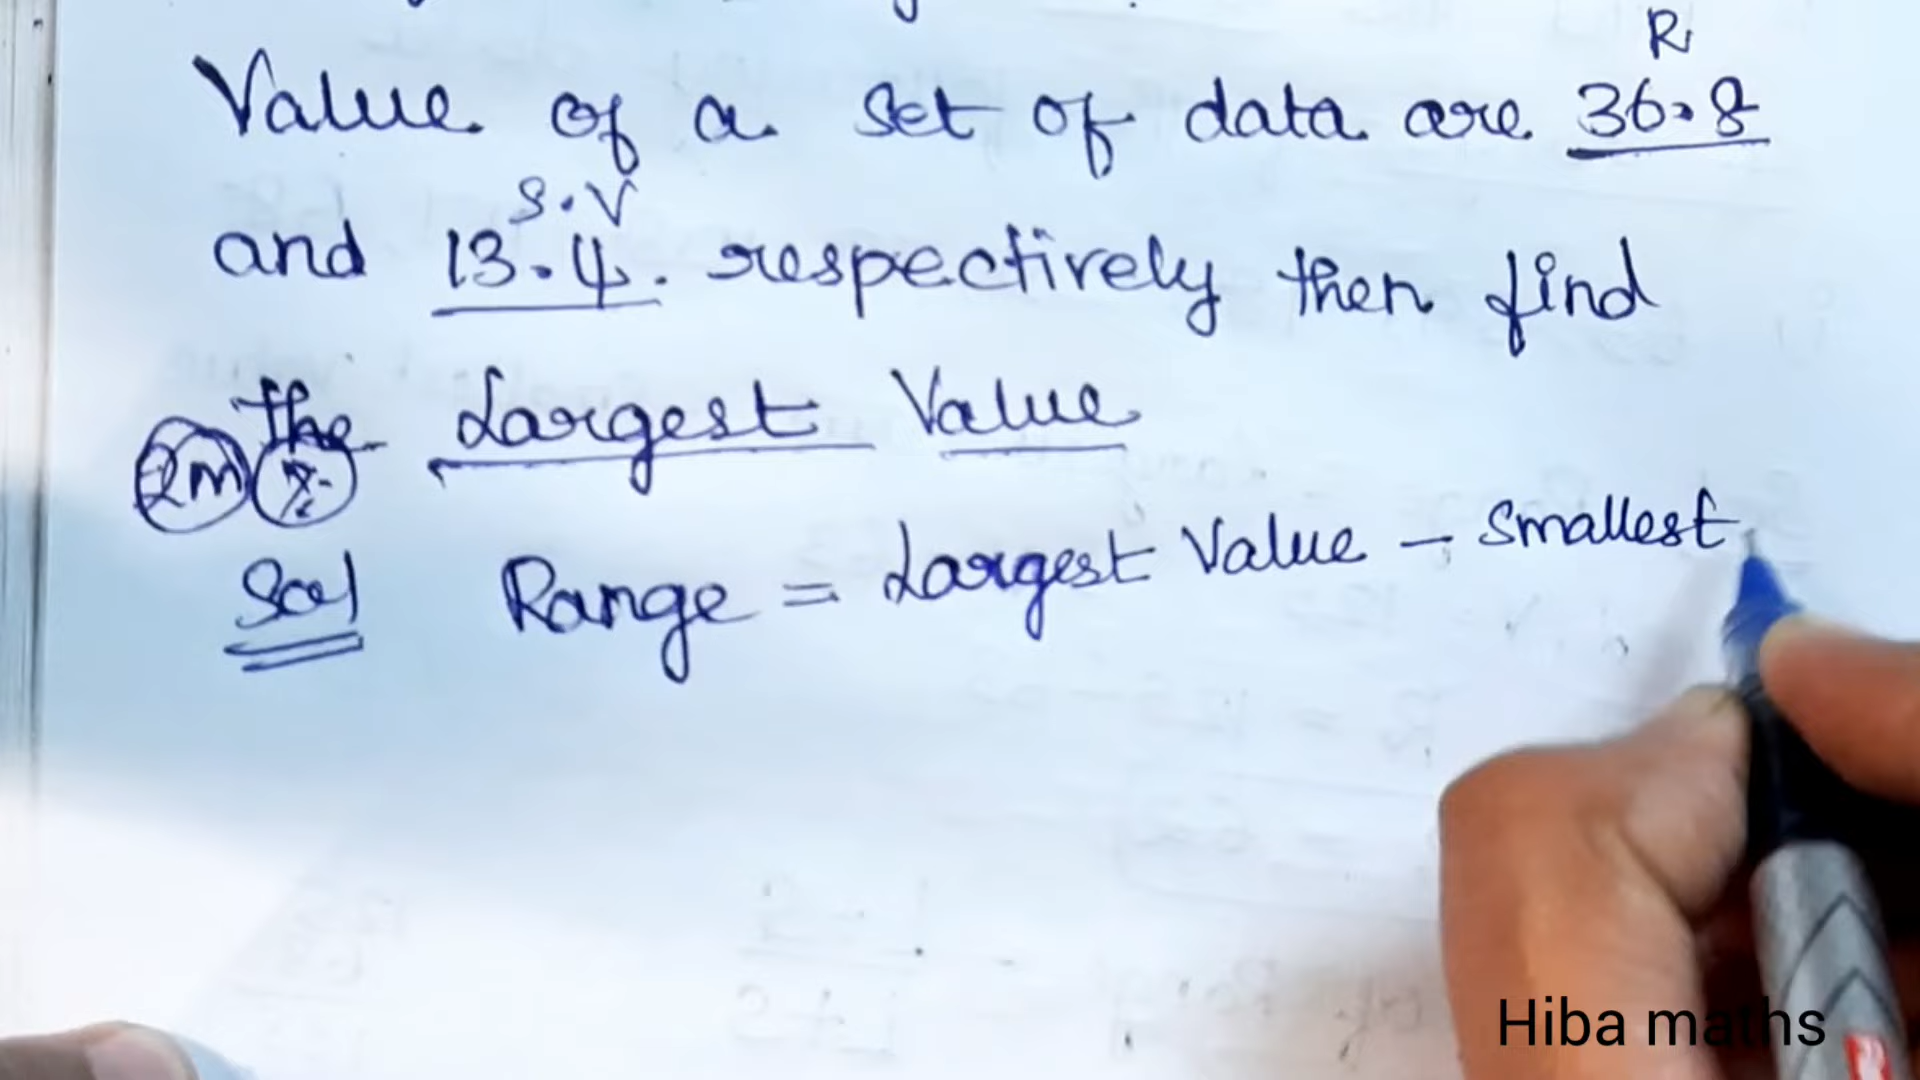 R
Value of a set of data are 36.8
S.V
and 13.4. respectively then find
the Largest Value
2m
Sol Range = Largest Value - Smallest
Hiba maths